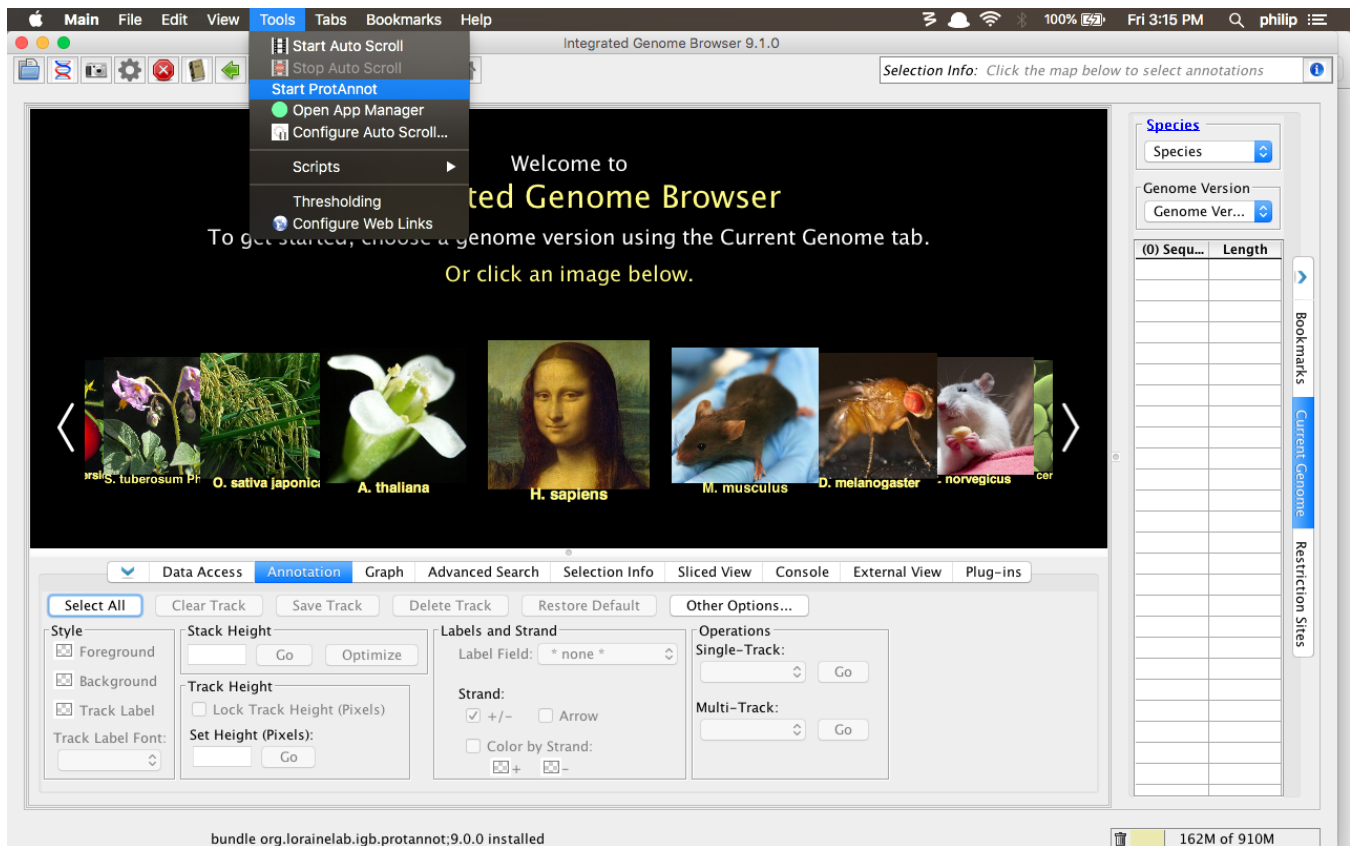 Main File Edit View Tools Tabs Bookmarks Help 100% Fri 3:15 PM philip
Integrated Genome Browser 9.1.0
Start Auto Scroll
Stop Auto Scroll
Start ProtAnnot
Open App Manager
Configure Auto Scroll...
Scripts
Thresholding
Configure Web Links
Selection Info: Click the map below to select annotations
Welcome to
ted Genome Browser
To get started, choose a genome version using the Current Genome tab.
Or click an image below.
S. tuberosum Ph
O. sativa japonica
A. thaliana
H. sapiens
M. musculus
D. melanogaster
norvegicus
cer
Species
Species
Genome Version
Genome Ver...
(0) Sequ... Length
Bookmarks
Current Genome
Restriction Sites
Data Access Annotation Graph Advanced Search Selection Info Sliced View Console External View Plug-ins
Select All Clear Track Save Track Delete Track Restore Default Other Options...
Style
Foreground
Background
Track Label
Track Label Font:
Stack Height
Go Optimize
Track Height
Lock Track Height (Pixels)
Set Height (Pixels):
Go
Labels and Strand
Label Field: * none *
Strand:
+/- Arrow
Color by Strand:
+ -
Operations
Single-Track:
Go
Multi-Track:
Go
bundle org.lorainelab.igb.protannot;9.0.0 installed
162M of 910M